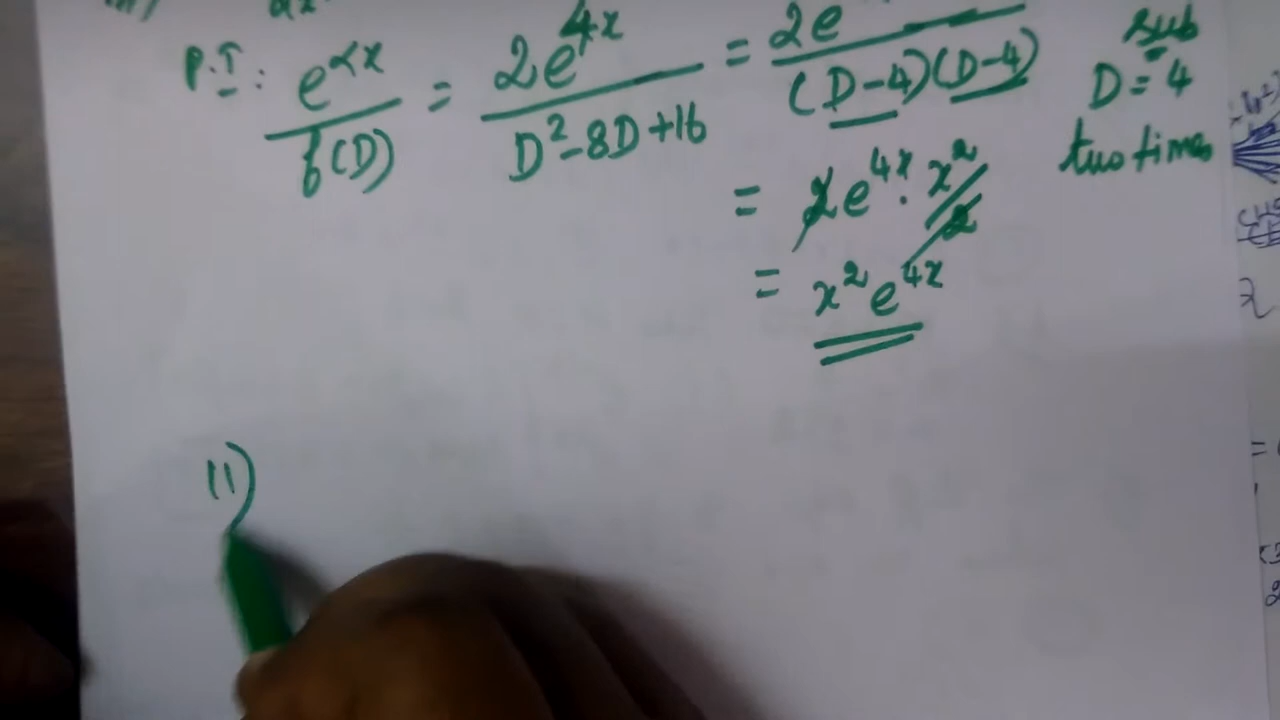 P.I : e^αx / f(D) = 2e^4x / D²-8D+16 = 2e / (D-4)(D-4)
sub
D=4
two times
= 2e^4x . x²/2
= x² e^4x
11)